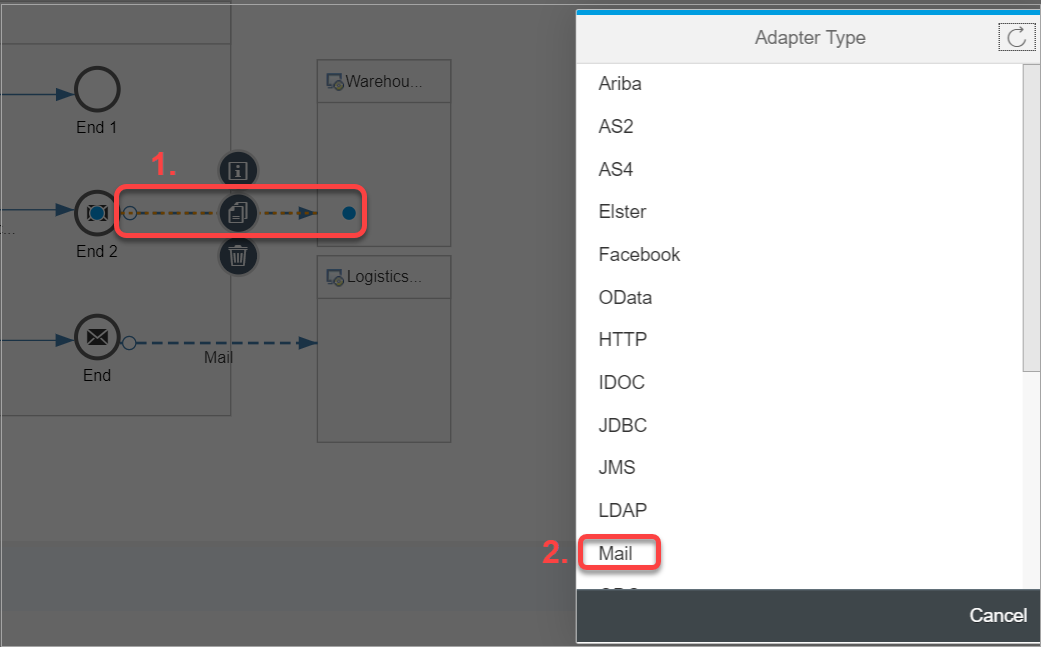 Adapter Type
Warehou...
Ariba
End 1
AS2
1.
AS4
Elster
End 2
Facebook
Logistics...
OData
HTTP
Mail
End
IDOC
JDBC
JMS
LDAP
2.
Mail
Cancel